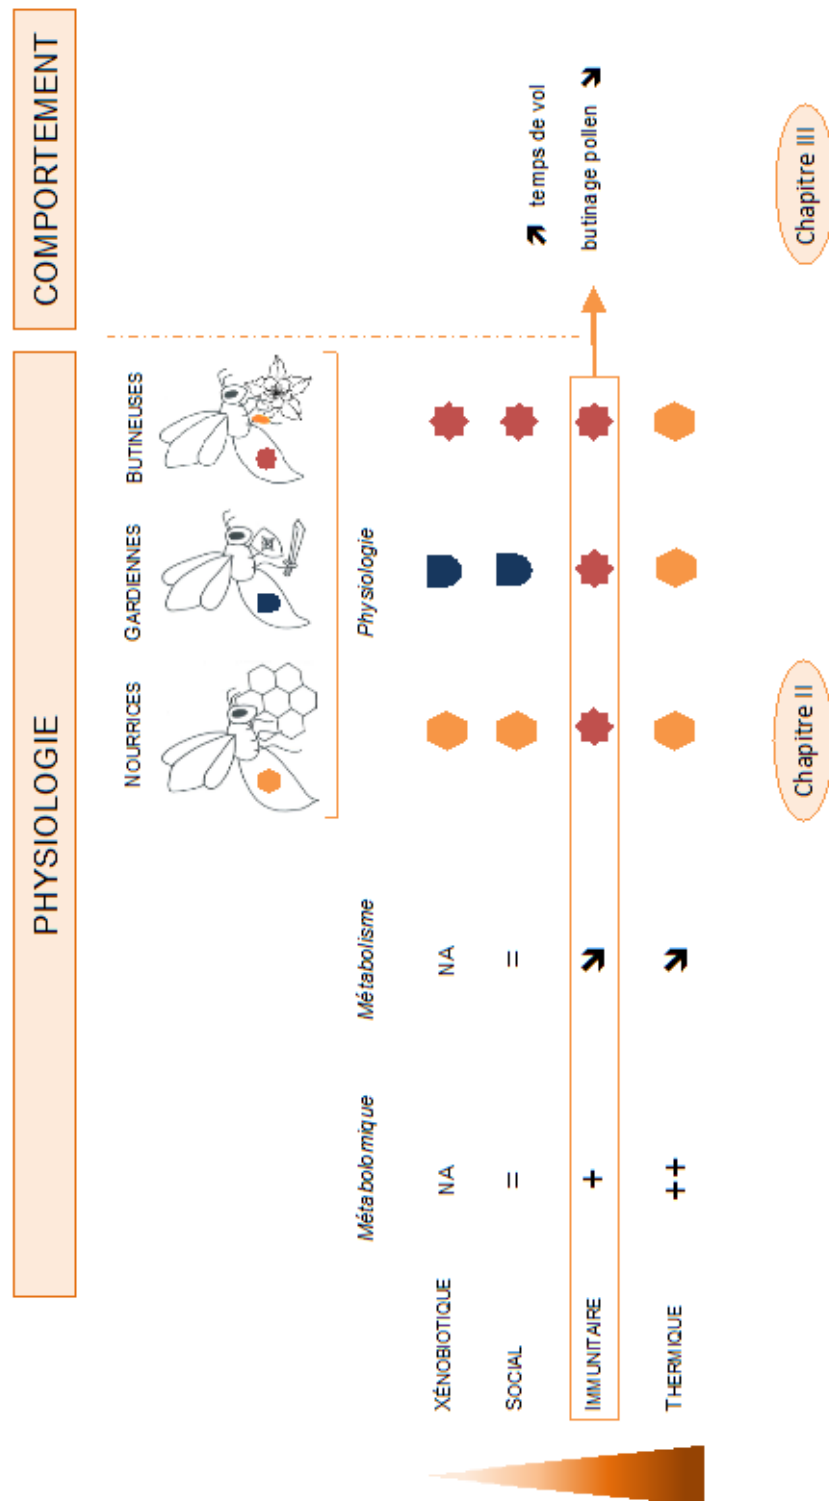 PHYSIOLOGIE
COMPORTEMENT
NOURRICES
GARDIENNES
BUTINEUSES
Métabolomique
Métabolisme
Physiologie
XÉNOBIOTIQUE
NA
NA
SOCIAL
=
=
temps de vol
IMMUNITAIRE
+
butinage pollen
THERMIQUE
++
Chapitre II
Chapitre III